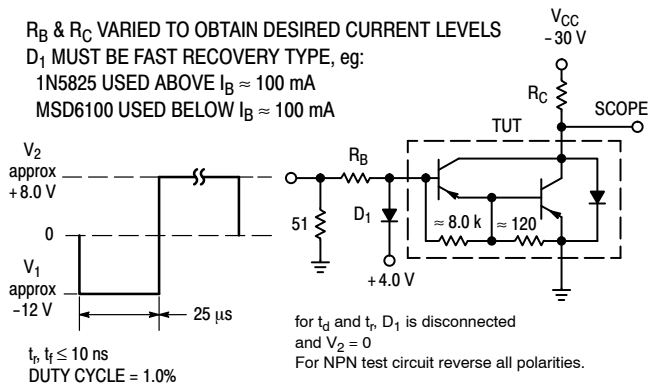 R_B & R_C VARIED TO OBTAIN DESIRED CURRENT LEVELS
D_1 MUST BE FAST RECOVERY TYPE, eg:
1N5825 USED ABOVE I_B ≈ 100 mA
MSD6100 USED BELOW I_B ≈ 100 mA
V_CC
-30 V
R_C
SCOPE
TUT
V_2
approx
+8.0 V
R_B
51
D_1
≈ 8.0 k
≈ 120
0
V_1
approx
-12 V
+4.0 V
25 μs
for t_d and t_r, D_1 is disconnected
and V_2 = 0
For NPN test circuit reverse all polarities.
t_r, t_f ≤ 10 ns
DUTY CYCLE = 1.0%